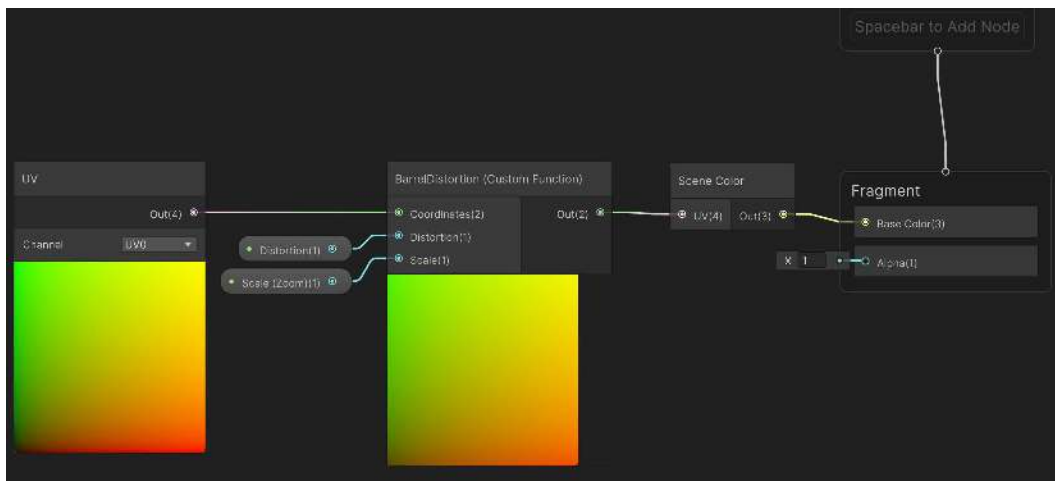 Spacebar to Add Node
UV
Out(4)
Channel
UV0
BarrelDistortion (Custom Function)
Coordinates(2)
Out(2)
Distortion(1)
Scale(1)
Distortion(1)
Scale (Zoom)(1)
Scene Color
UV(4)
Out(3)
Fragment
Base Color(3)
X 1
Alpha(1)